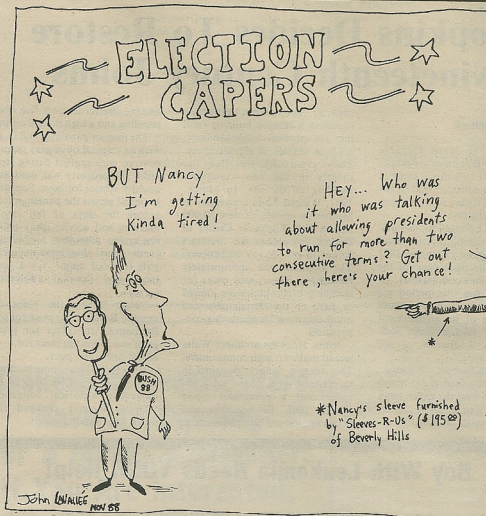 ELECTION
CAPERS
BUT Nancy
I'm getting
Kinda tired!
HEY... Who was
it who was talking
about allowing presidents
to run for more than two
consecutive terms? Get out
there, here's your chance!
*
BUSH
88
*Nancy's sleeve furnished
by "Sleeves-R-Us" ($195⁰⁰)
of Beverly Hills
John LAVALLEE
NOV. 88